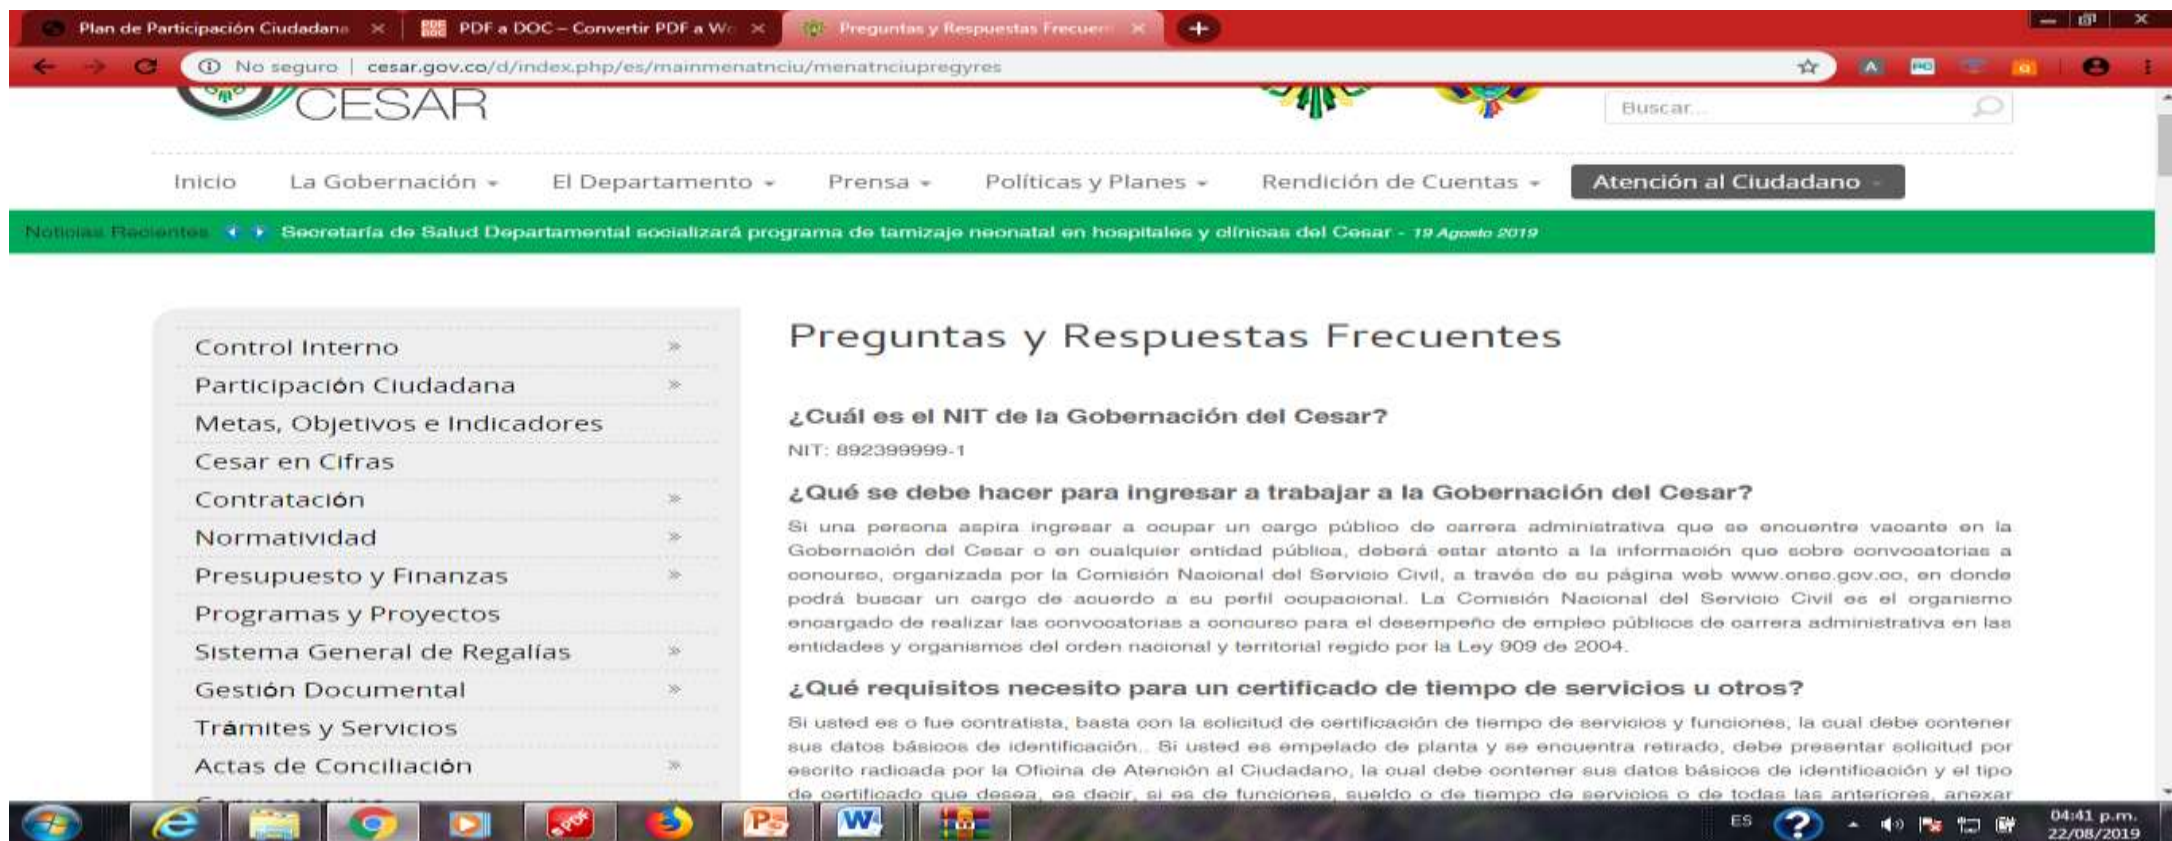 Plan de Participación Ciudadana
PDF a DOC – Convertir PDF a Wo
Preguntas y Respuestas Frecuen
No seguro | cesar.gov.co/d/index.php/es/mainmenatnciu/menatnciupregyres
CESAR
Buscar...
Inicio La Gobernación El Departamento Prensa Políticas y Planes Rendición de Cuentas Atención al Ciudadano
Noticias Recientes Secretaría de Salud Departamental socializará programa de tamizaje neonatal en hospitales y clínicas del Cesar - 19 Agosto 2019
Control Interno
Participación Ciudadana
Metas, Objetivos e Indicadores
Cesar en Cifras
Contratación
Normatividad
Presupuesto y Finanzas
Programas y Proyectos
Sistema General de Regalías
Gestión Documental
Trámites y Servicios
Actas de Conciliación
Preguntas y Respuestas Frecuentes
¿Cuál es el NIT de la Gobernación del Cesar?
NIT: 892399999-1
¿Qué se debe hacer para ingresar a trabajar a la Gobernación del Cesar?
Si una persona aspira ingresar a ocupar un cargo público de carrera administrativa que se encuentre vacante en la
Gobernación del Cesar o en cualquier entidad pública, deberá estar atento a la información que sobre convocatorias a
concurso, organizada por la Comisión Nacional del Servicio Civil, a través de su página web www.cnsc.gov.co, en donde
podrá buscar un cargo de acuerdo a su perfil ocupacional. La Comisión Nacional del Servicio Civil es el organismo
encargado de realizar las convocatorias a concurso para el desempeño de empleo públicos de carrera administrativa en las
entidades y organismos del orden nacional y territorial regido por la Ley 909 de 2004.
¿Qué requisitos necesito para un certificado de tiempo de servicios u otros?
Si usted es o fue contratista, basta con la solicitud de certificación de tiempo de servicios y funciones, la cual debe contener
sus datos básicos de identificación.. Si usted es empelado de planta y se encuentra retirado, debe presentar solicitud por
escrito radicada por la Oficina de Atención al Ciudadano, la cual debe contener sus datos básicos de identificación y el tipo
de certificado que desea, es decir, si es de funciones, sueldo o de tiempo de servicios o de todas las anteriores, anexar
ES
04:41 p.m.
22/08/2019